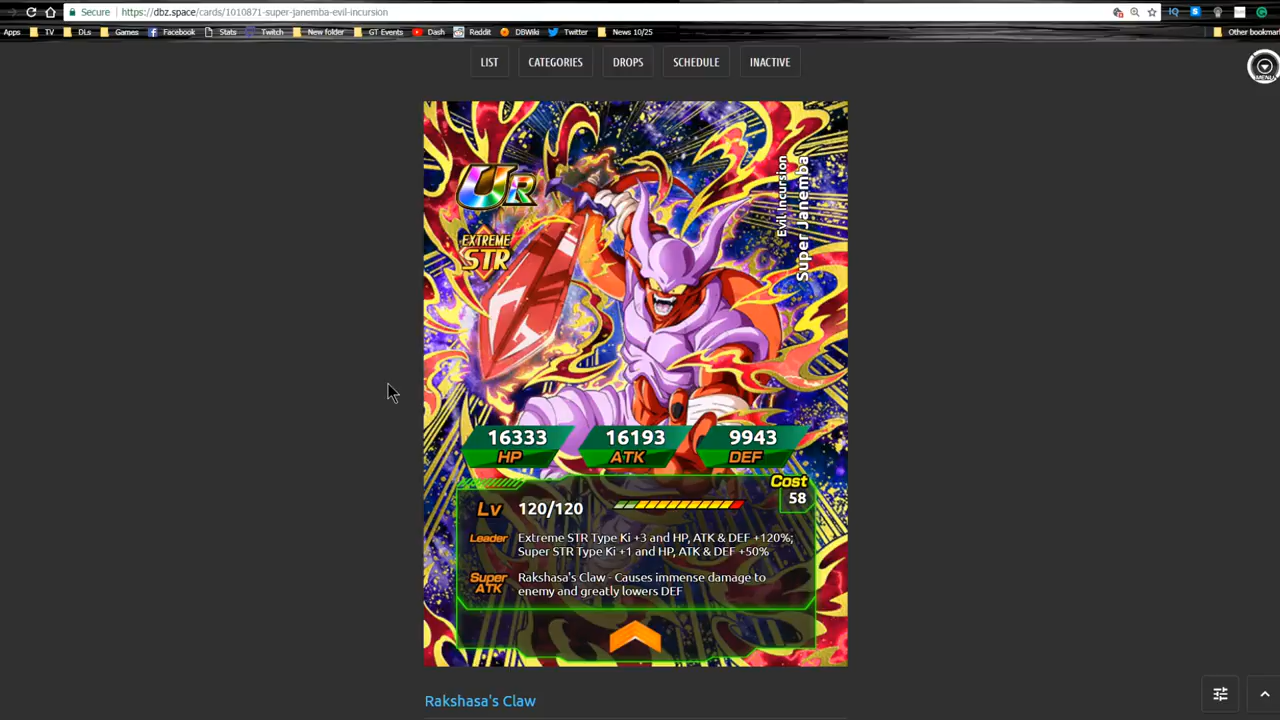 Secure https://dbz.space/cards/1010871-super-janemba-evil-incursion
Apps TV DLs Games Facebook Stats Twitch New folder GT Events Dash Reddit DBWiki Twitter News 10/25 Other bookmar
LIST CATEGORIES DROPS SCHEDULE INACTIVE
MENU
UR
EXTREME
STR
Evil Incursion
Super Janemba
16333 16193 9943
HP ATK DEF
Cost
58
Lv 120/120
Leader Extreme STR Type Ki +3 and HP, ATK & DEF +120%;
Super STR Type Ki +1 and HP, ATK & DEF +50%
Super
ATK
Rakshasa's Claw - Causes immense damage to
enemy and greatly lowers DEF
Rakshasa's Claw